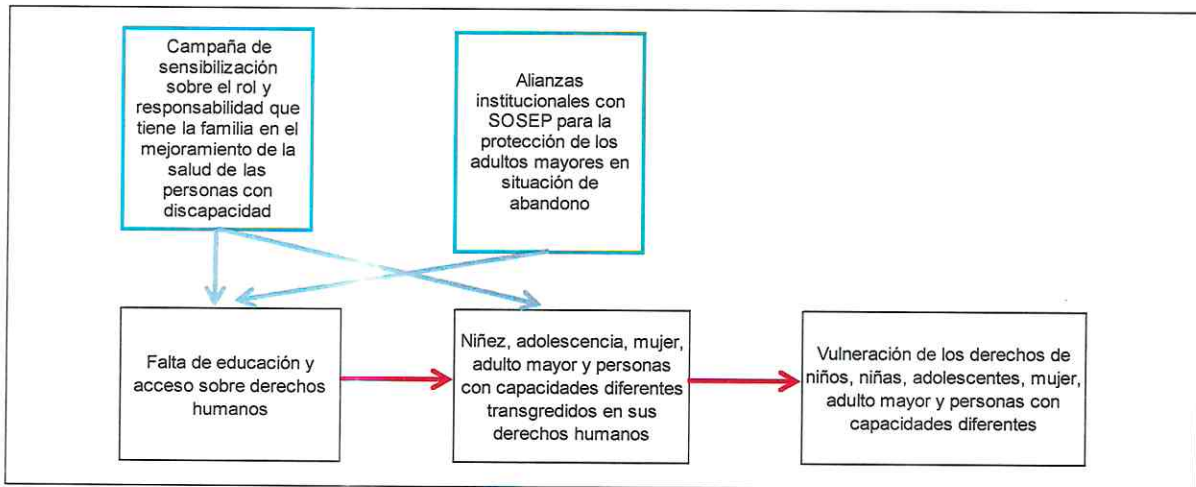 Campaña de
sensibilización
sobre el rol y
responsabilidad que
tiene la familia en el
mejoramiento de la
salud de las
personas con
discapacidad
Alianzas
institucionales con
SOSEP para la
protección de los
adultos mayores en
situación de
abandono
Falta de educación y
acceso sobre derechos
humanos
Niñez, adolescencia, mujer,
adulto mayor y personas
con capacidades diferentes
transgredidos en sus
derechos humanos
Vulneración de los derechos de
niños, niñas, adolescentes, mujer,
adulto mayor y personas con
capacidades diferentes